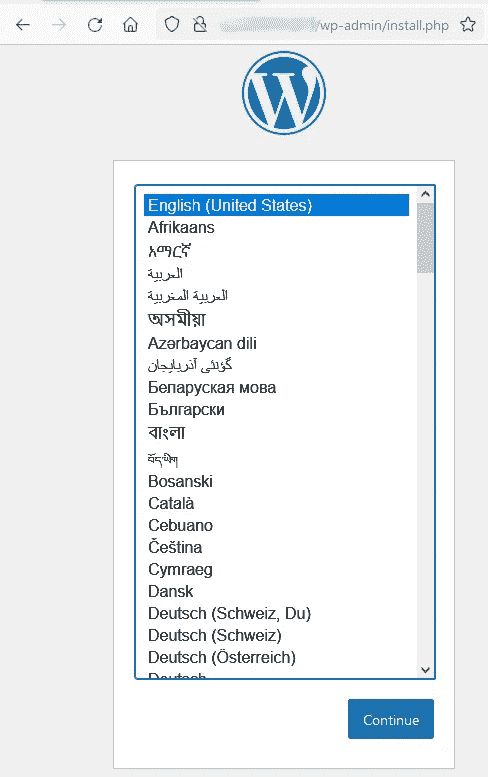 /wp-admin/install.php
English (United States)
Afrikaans
አማርኛ
العربية
العربية المغربية
অসমীয়া
Azərbaycan dili
گؤنئی آذربایجان
Беларуская мова
Български
বাংলা
བོད་ཡིག
Bosanski
Català
Cebuano
Čeština
Cymraeg
Dansk
Deutsch (Schweiz, Du)
Deutsch (Schweiz)
Deutsch (Österreich)
Deutsch
Continue